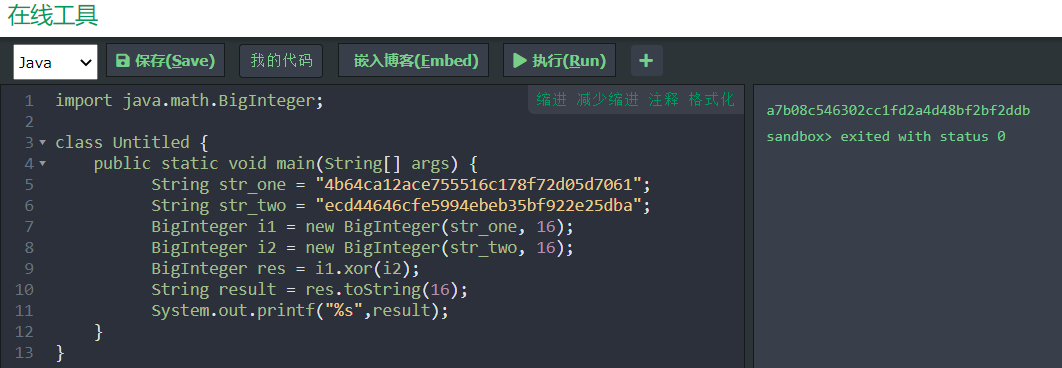 在线工具
Java 保存(Save) 我的代码 嵌入博客(Embed) 执行(Run) +
缩进 减少缩进 注释 格式化
1 import java.math.BigInteger;
2
3 class Untitled {
4 public static void main(String[] args) {
5 String str_one = "4b64ca12ace755516c178f72d05d7061";
6 String str_two = "ecd44646cfe5994ebeb35bf922e25dba";
7 BigInteger i1 = new BigInteger(str_one, 16);
8 BigInteger i2 = new BigInteger(str_two, 16);
9 BigInteger res = i1.xor(i2);
10 String result = res.toString(16);
11 System.out.printf("%s",result);
12 }
13 }
a7b08c546302cc1fd2a4d48bf2bf2ddb
sandbox> exited with status 0